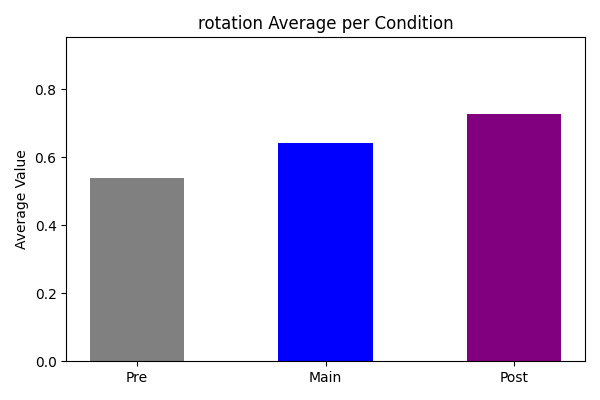 rotation Average per Condition
Average Value
0.8
0.6
0.4
0.2
0.0
Pre
Main
Post